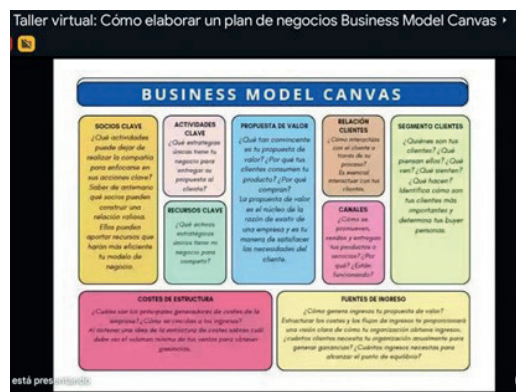 Taller virtual: Cómo elaborar un plan de negocios Business Model Canvas
BUSINESS MODEL CANVAS
SOCIOS CLAVE
¿Qué actividades
puede dejar de
realizar la compañía
para enfocarse en
sus acciones clave?
Saber de antemano
qué socios pueden
construir una
relación valiosa.
Ellos pueden
aportar recursos que
harán más eficiente
tu modelo de
negocio.
ACTIVIDADES
CLAVE
¿Qué estrategias
únicas tiene tu
negocio para
entregar su
propuesta al
cliente?
RECURSOS CLAVE
¿Qué activos
estratégicos
únicos tiene mi
negocio para
competir?
PROPUESTA DE VALOR
¿Qué tan convincente
es tu propuesta de
valor? ¿Por qué tus
clientes consumen tu
producto? ¿Por qué
compran?
La propuesta de valor
es el núcleo de la
razón de existir de
una empresa y es tu
manera de satisfacer
las necesidades del
cliente.
RELACIÓN
CLIENTES
¿Cómo interactúas
con el cliente a
través de su
proceso?
Es esencial
interactuar con tus
clientes.
CANALES
¿Cómo se
promueven,
venden y entregan
tus productos o
servicios? ¿Por
qué? ¿Están
funcionando?
SEGMENTO CLIENTES
¿Quiénes son tus
clientes? ¿Qué
piensan ellos? ¿Qué
ven? ¿Qué sienten?
¿Qué hacen?
Identifica cómo son
tus clientes más
importantes y
determina tus buyer
personas.
COSTES DE ESTRUCTURA
¿Cuáles son los principales generadores de costes de la
empresa? ¿Cómo se vinculan a tus ingresos?
Al obtener una idea de la estructura de costes sabrás cuál
debe ser el volumen mínimo de tus ventas para obtener
ganancias.
FUENTES DE INGRESO
¿Cómo genera ingresos tu propuesta de valor?
Estructurar los costes y los flujos de ingresos te proporcionará
una visión clara de cómo tu organización obtiene ingresos.
¿cuántos clientes necesita tu organización anualmente para
generar ganancias? ¿Cuántos ingresos necesitas para
alcanzar el punto de equilibrio?
está presentando